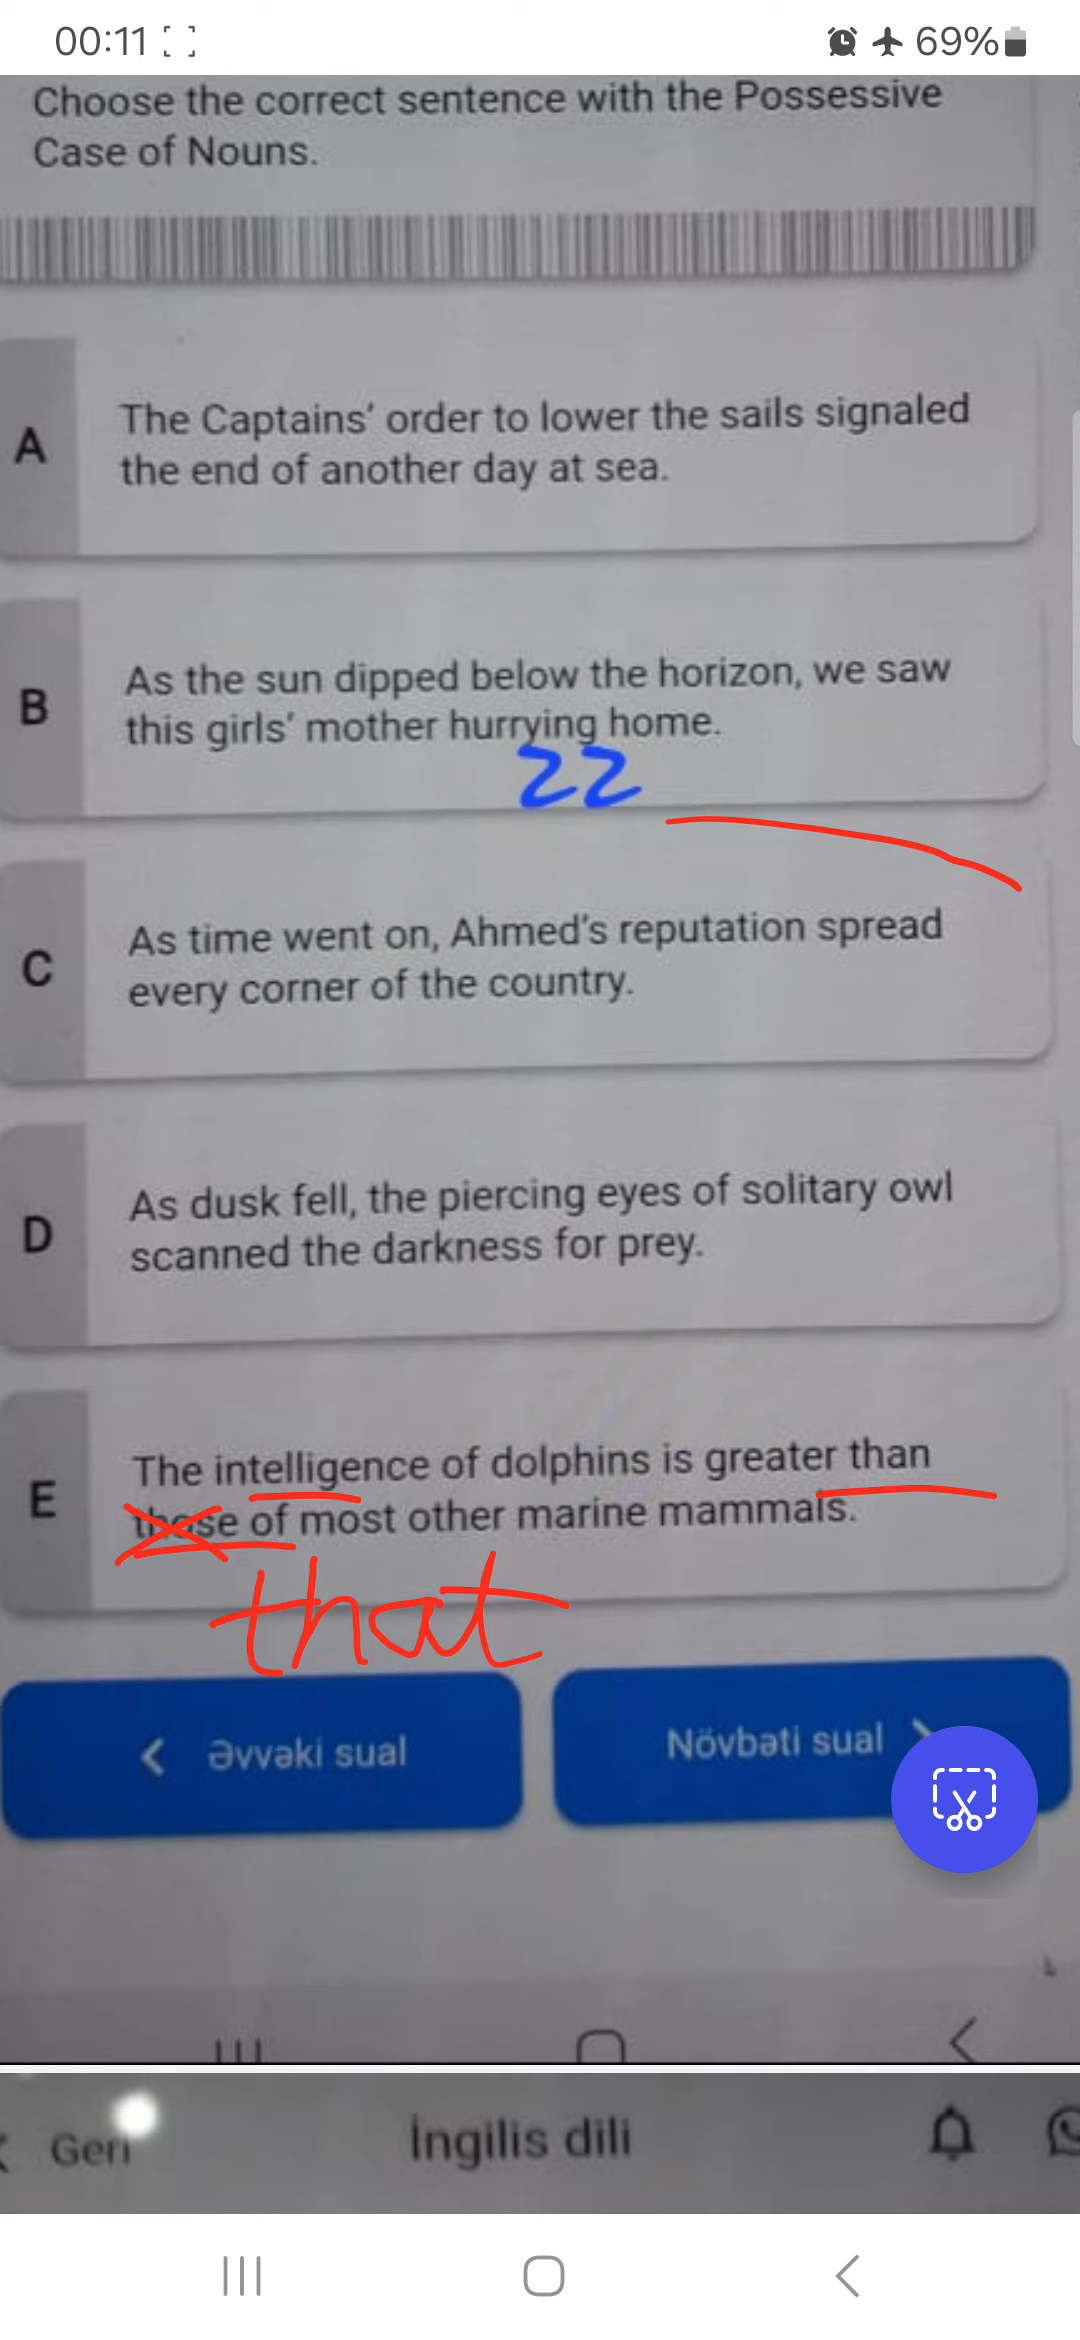 00:11
69%
Choose the correct sentence with the Possessive
Case of Nouns.
A
The Captains' order to lower the sails signaled
the end of another day at sea.
B
As the sun dipped below the horizon, we saw
this girls' mother hurrying home.
22
C
As time went on, Ahmed's reputation spread
every corner of the country.
D
As dusk fell, the piercing eyes of solitary owl
scanned the darkness for prey.
E
The intelligence of dolphins is greater than
those of most other marine mammals.
that
Əvvəki sual
Növbəti sual
Geri
İngilis dili